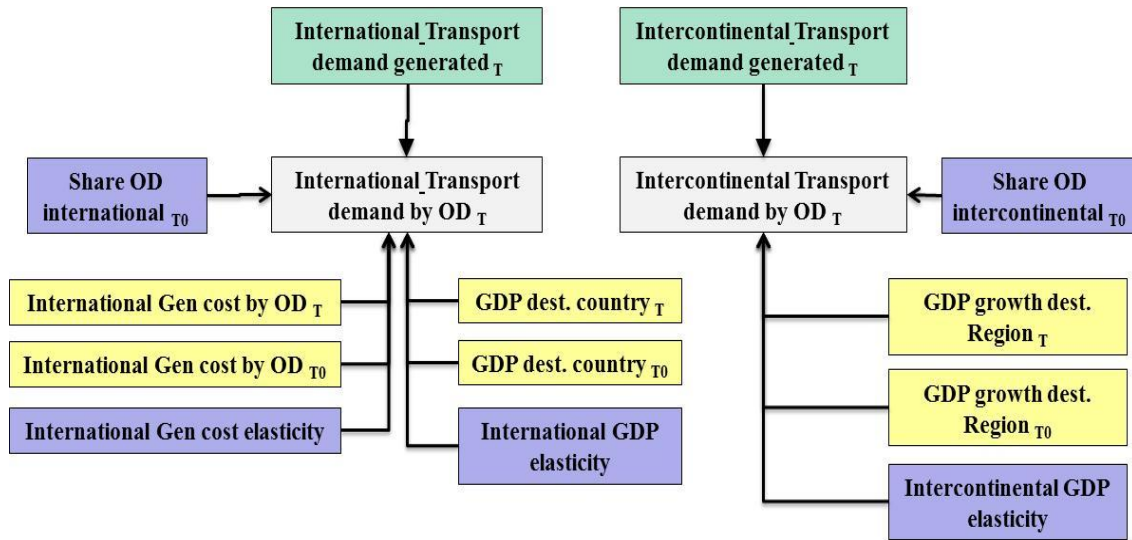 International_Transport
demand generated T
Intercontinental_Transport
demand generated T
Share OD
international T0
International_Transport
demand by OD T
Intercontinental Transport
demand by OD T
Share OD
intercontinental T0
International Gen cost by OD T
International Gen cost by OD T0
International Gen cost elasticity
GDP dest. country T
GDP dest. country T0
International GDP
elasticity
GDP growth dest.
Region T
GDP growth dest.
Region T0
Intercontinental GDP
elasticity